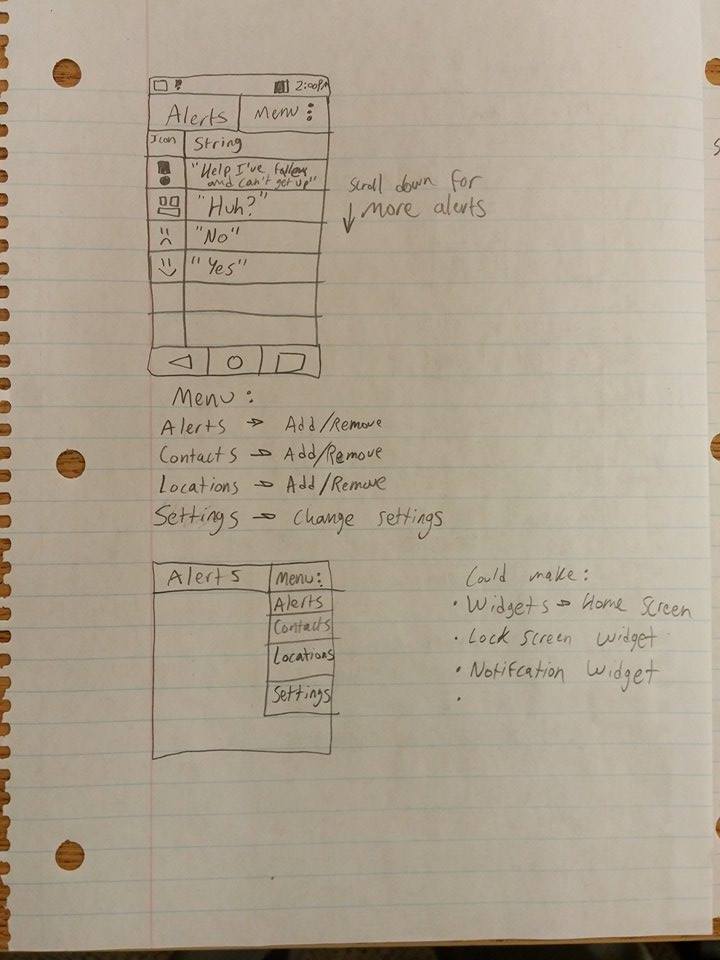 2:00PM
Alerts Menu :
Icon String
"Help I've fallen
and can't get up"
"Huh?"
"No"
"Yes"
Scroll down for
↓ More alerts
Menu :
Alerts → Add/Remove
Contacts → Add/Remove
Locations → Add/Remove
Settings → Change settings
Alerts Menu:
Alerts
Contacts
Locations
Settings
Could make:
• Widgets → Home Screen
• Lock Screen Widget
• Notifcation Widget
•